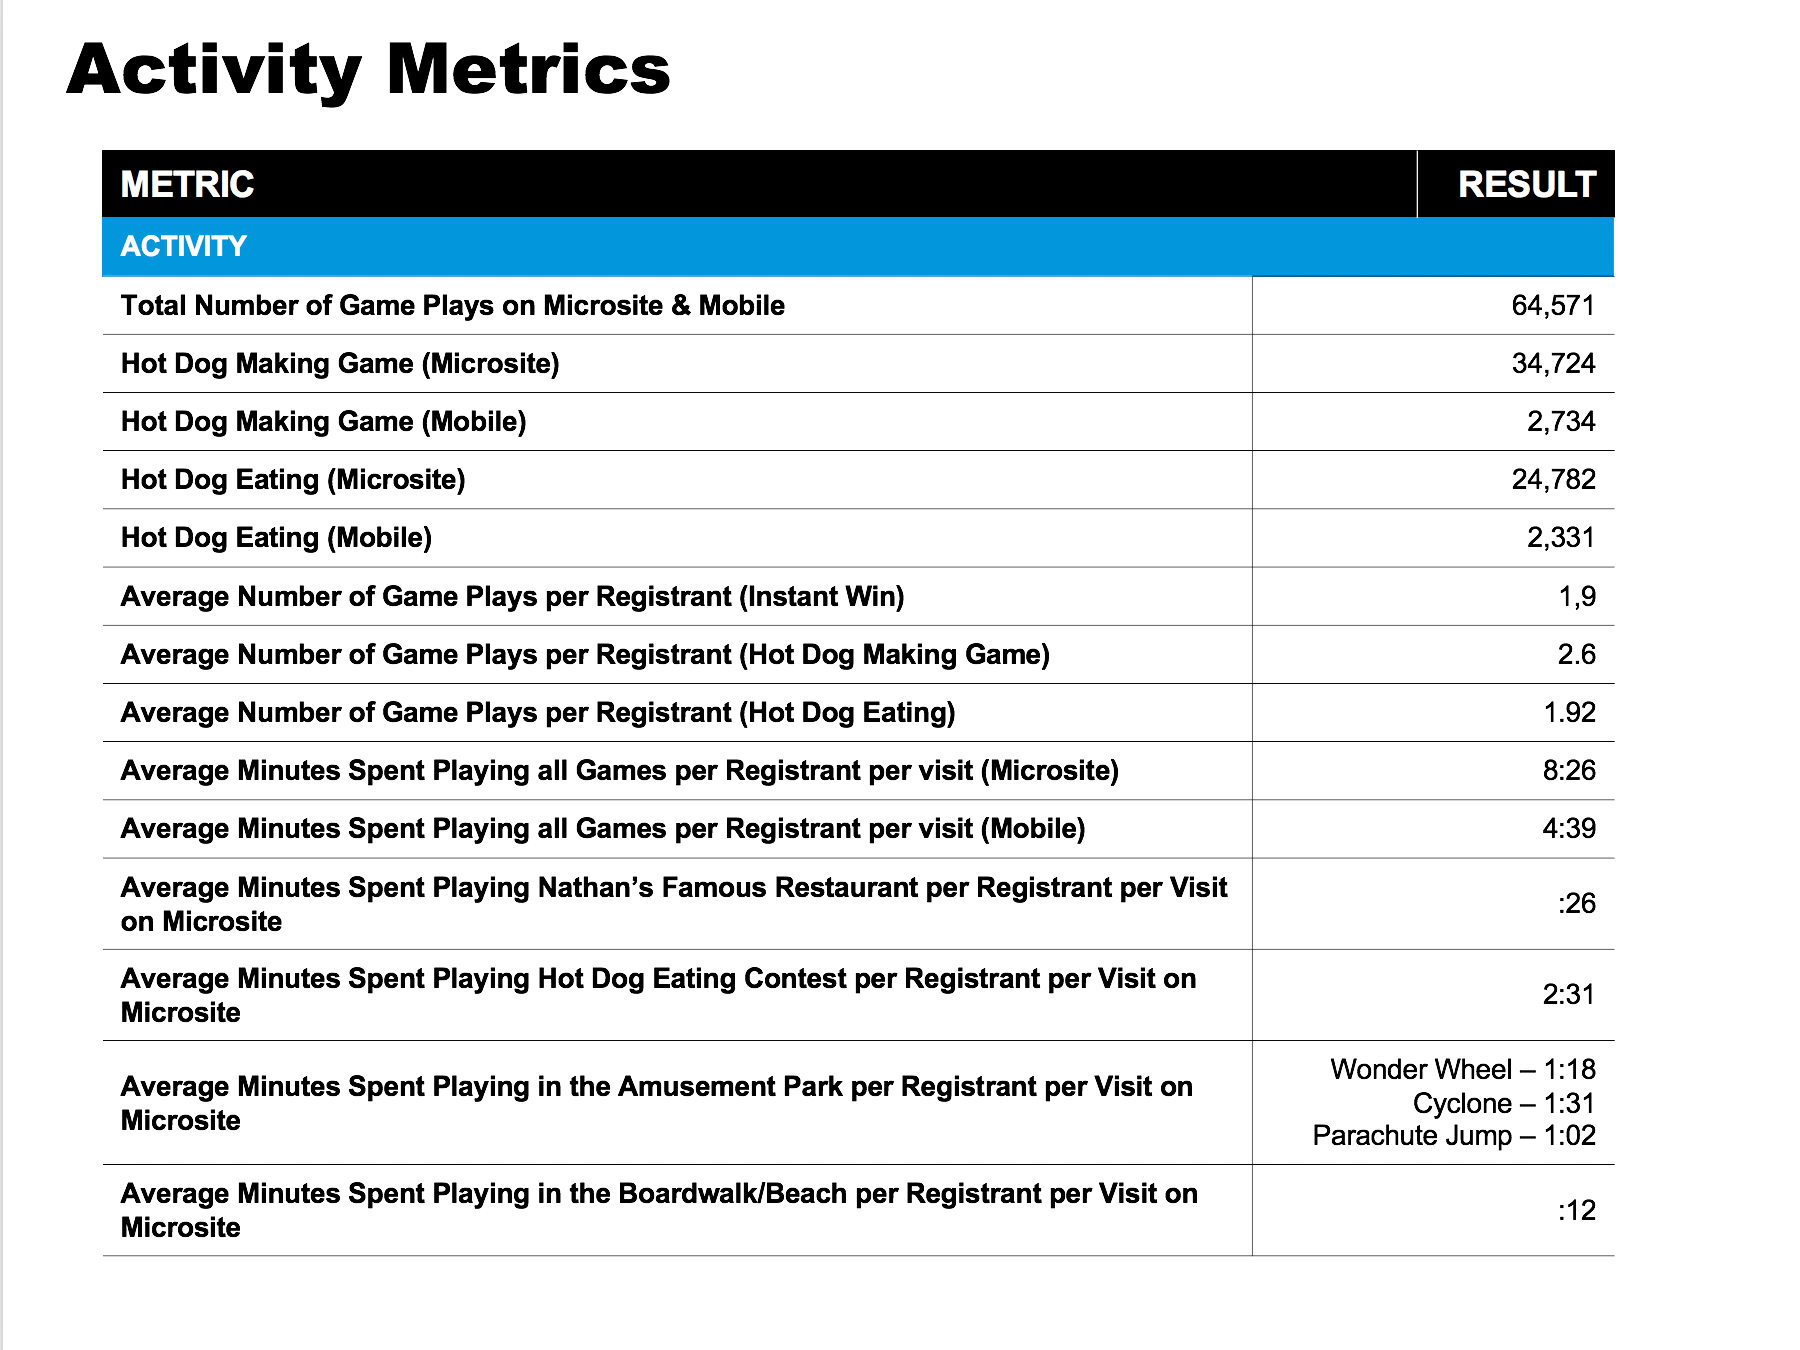 Activity Metrics
METRIC RESULT
ACTIVITY
Total Number of Game Plays on Microsite & Mobile 64,571
Hot Dog Making Game (Microsite) 34,724
Hot Dog Making Game (Mobile) 2,734
Hot Dog Eating (Microsite) 24,782
Hot Dog Eating (Mobile) 2,331
Average Number of Game Plays per Registrant (Instant Win) 1,9
Average Number of Game Plays per Registrant (Hot Dog Making Game) 2.6
Average Number of Game Plays per Registrant (Hot Dog Eating) 1.92
Average Minutes Spent Playing all Games per Registrant per visit (Microsite) 8:26
Average Minutes Spent Playing all Games per Registrant per visit (Mobile) 4:39
Average Minutes Spent Playing Nathan’s Famous Restaurant per Registrant per Visit
on Microsite
:26
Average Minutes Spent Playing Hot Dog Eating Contest per Registrant per Visit on
Microsite
2:31
Average Minutes Spent Playing in the Amusement Park per Registrant per Visit on
Microsite
Wonder Wheel – 1:18
Cyclone – 1:31
Parachute Jump – 1:02
Average Minutes Spent Playing in the Boardwalk/Beach per Registrant per Visit on
Microsite
:12